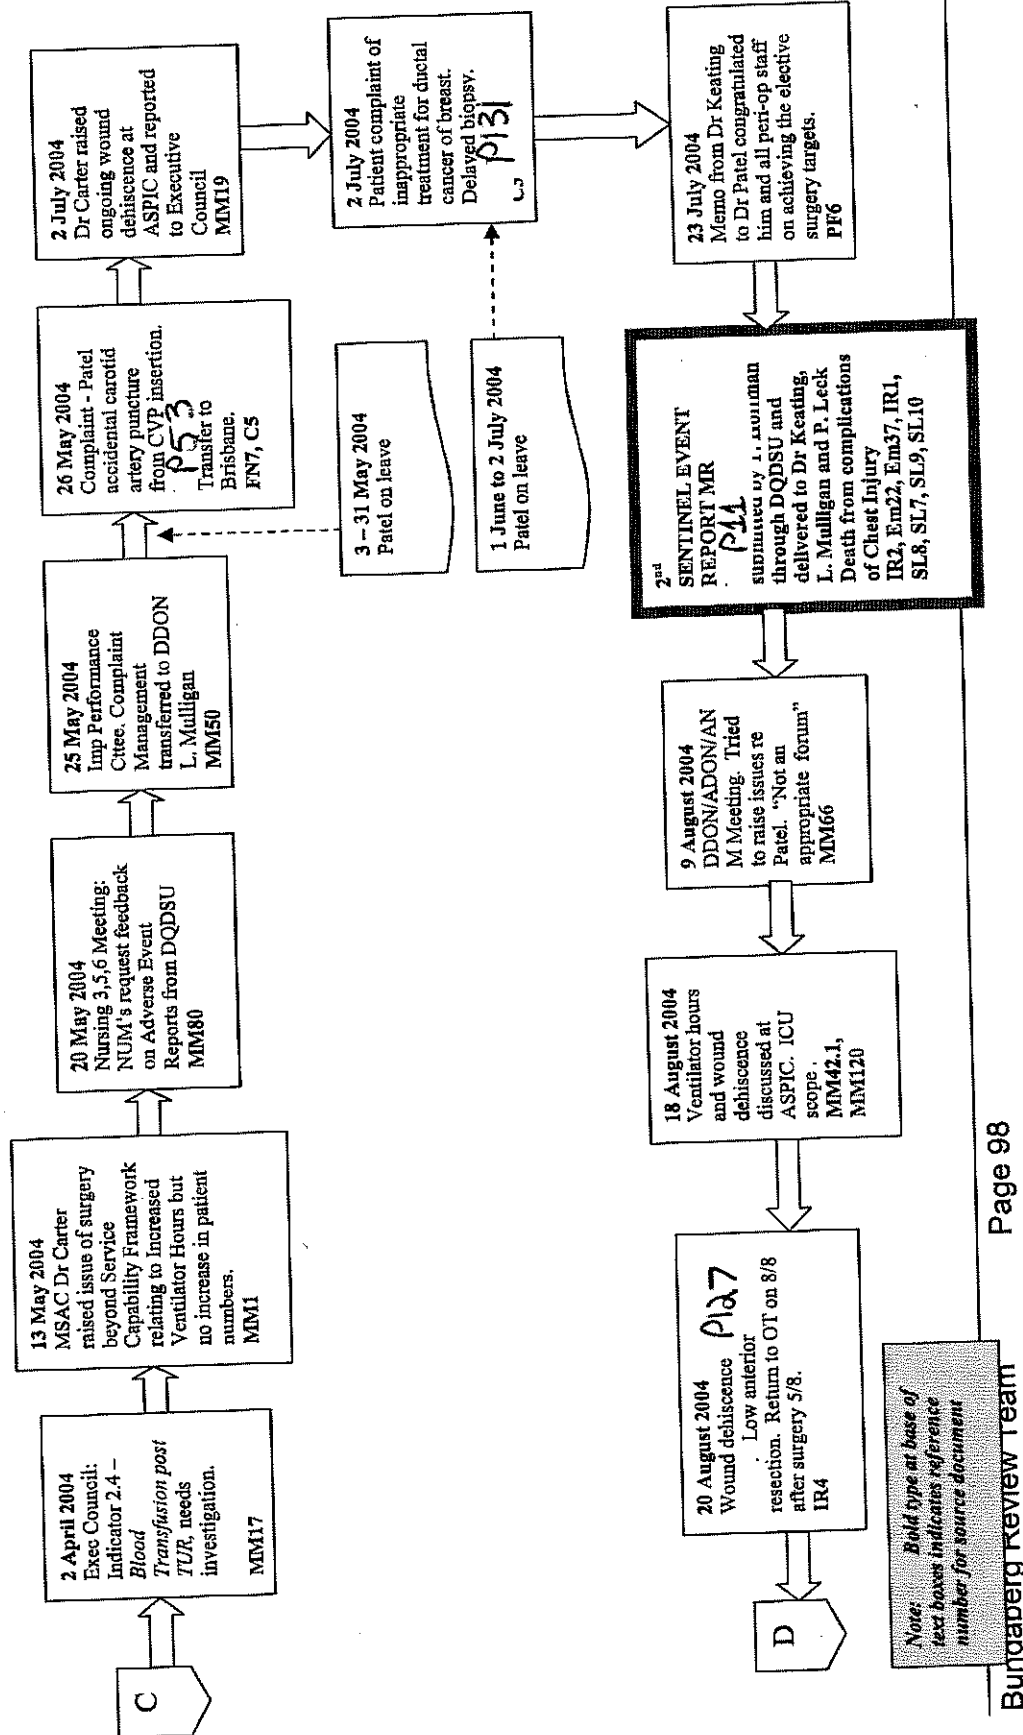 C
2 April 2004
Exec Council:
Indicator 2.4 –
Blood
Transfusion post
TUR, needs
investigation.
MM17
13 May 2004
MSAC Dr Carter
raised issue of surgery
beyond Service
Capability Framework
relating to Increased
Ventilator Hours but
no increase in patient
numbers.
MM1
20 May 2004
Nursing 3,5,6 Meeting:
NUM's request feedback
on Adverse Event
Reports from DQDSU
MM80
25 May 2004
Imp Performance
Cttee. Complaint
Management
transferred to DDON
L. Mulligan
MM50
26 May 2004
Complaint - Patel
accidental carotid
artery puncture
from CVP insertion.
P53
Transfer to
Brisbane.
FN7, C5
2 July 2004
Dr Carter raised
ongoing wound
dehiscence at
ASPIC and reported
to Executive
Council
MM19
3 – 31 May 2004
Patel on leave
1 June to 2 July 2004
Patel on leave
2 July 2004
Patient complaint of
inappropriate
treatment for ductal
cancer of breast.
Delayed biopsy.
P131
23 July 2004
Memo from Dr Keating
to Dr Patel congratulated
him and all peri-op staff
on achieving the elective
surgery targets.
PF6
2nd
SENTINEL EVENT
REPORT MR
P11
through DQDSU and
delivered to Dr Keating,
L. Mulligan and P. Leck
Death from complications
of Chest Injury
IR2, Em22, Em37, IR1,
SL8, SL7, SL9, SL10
9 August 2004
DDON/ADON/AN
M Meeting. Tried
to raise issues re
Patel. “Not an
appropriate forum”
MM66
18 August 2004
Ventilator hours
and wound
dehiscence
discussed at
ASPIC. ICU
scope .
MM42.1,
MM120
20 August 2004
Wound dehiscence P127
Low anterior
resection. Return to OT on 8/8
after surgery 5/8.
IR4
D
Note: Bold type at base of
text boxes indicates reference
number for source document
Bundaberg Review Team Page 98